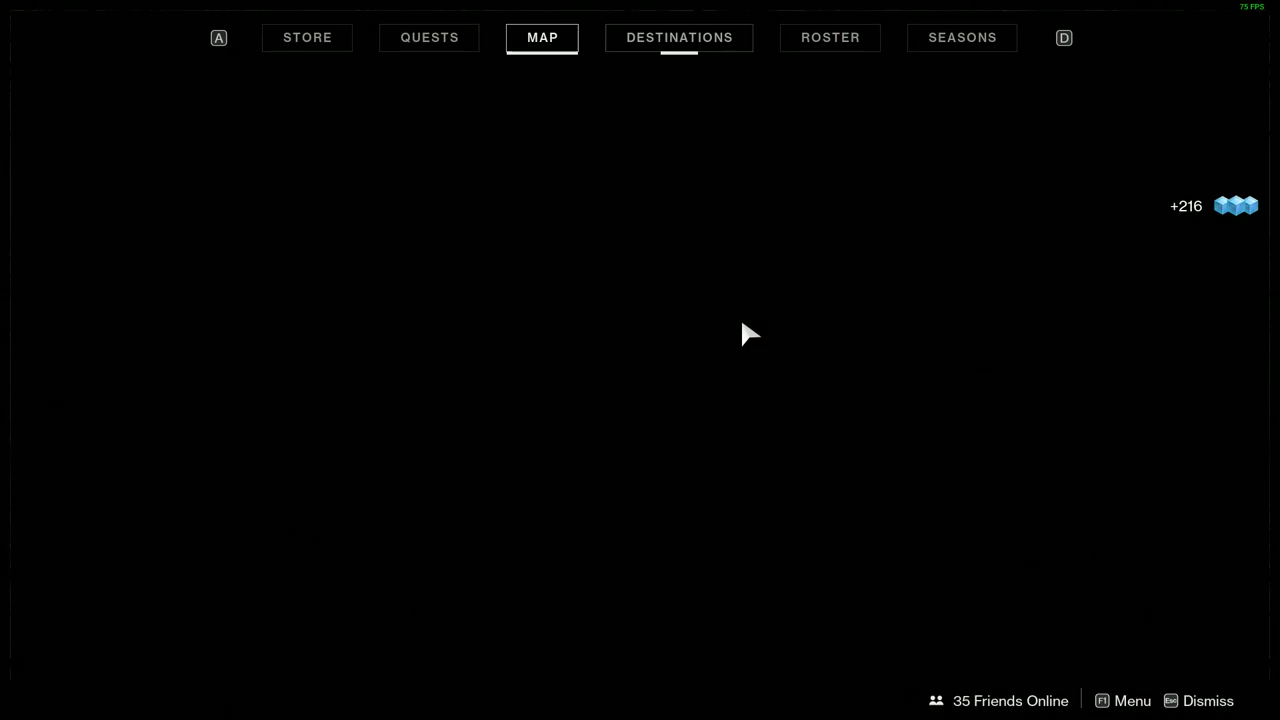 75 FPS
A STORE QUESTS MAP DESTINATIONS ROSTER SEASONS D
+216
35 Friends Online F1 Menu Esc Dismiss